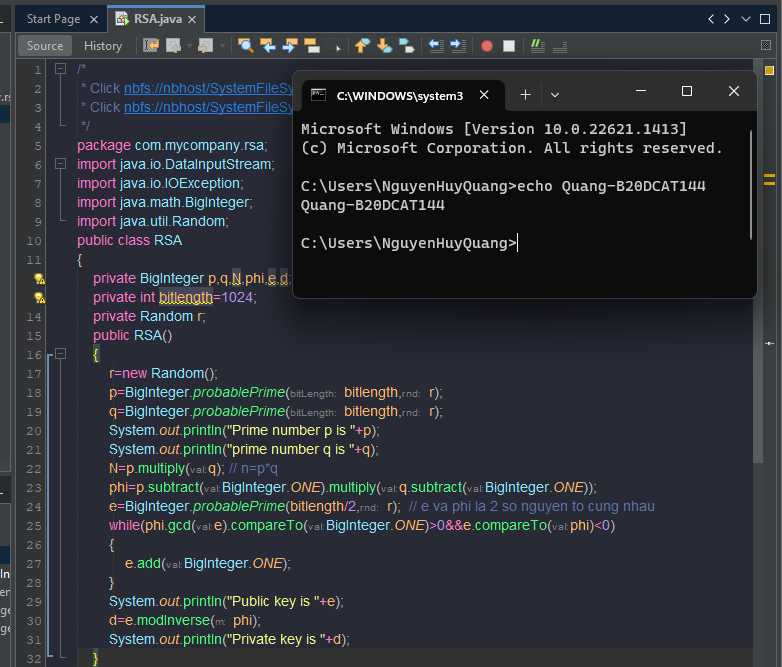 Start Page
RSA.java
Source
History
1 /*
2 * Click nbfs://nbhost/SystemFileSy
3 * Click nbfs://nbhost/SystemFileSy
4 */
5 package com.mycompany.rsa;
6 import java.io.DataInputStream;
7 import java.io.IOException;
8 import java.math.BigInteger;
9 import java.util.Random;
10 public class RSA
11 {
private BigInteger p,q,N,phi,e,d;
private int bitlength=1024;
14 private Random r;
15 public RSA()
16 {
17 r=new Random();
18 p=BigInteger.probablePrime(bitLength: bitlength,rnd: r);
19 q=BigInteger.probablePrime(bitLength: bitlength,rnd: r);
20 System.out.println("Prime number p is "+p);
21 System.out.println("prime number q is "+q);
22 N=p.multiply(val:q); // n=p*q
23 phi=p.subtract(val:BigInteger.ONE).multiply(val:q.subtract(val:BigInteger.ONE));
24 e=BigInteger.probablePrime(bitlength/2,rnd: r); // e va phi la 2 so nguyen to cung nhau
25 while(phi.gcd(val:e).compareTo(val:BigInteger.ONE)>0&&e.compareTo(val:phi)<0)
26 {
27 e.add(val:BigInteger.ONE);
28 }
29 System.out.println("Public key is "+e);
30 d=e.modInverse(m: phi);
31 System.out.println("Private key is "+d);
32 }
C:\WINDOWS\system3
Microsoft Windows [Version 10.0.22621.1413]
(c) Microsoft Corporation. All rights reserved.
C:\Users\NguyenHuyQuang>echo Quang-B20DCAT144
Quang-B20DCAT144
C:\Users\NguyenHuyQuang>